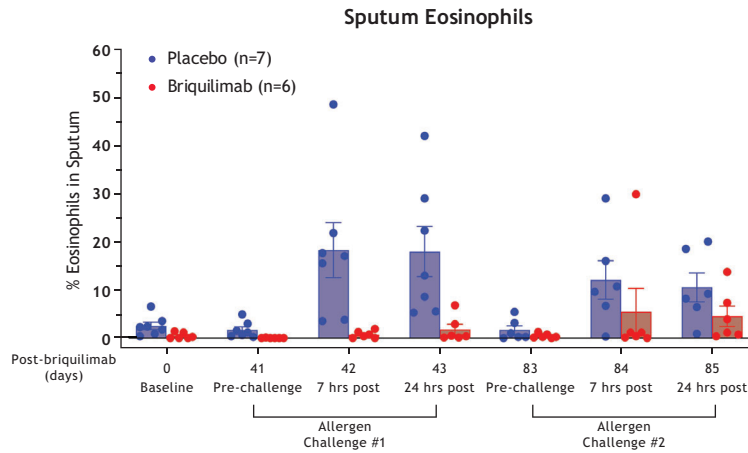 Sputum Eosinophils
% Eosinophils in Sputum
60
50
40
30
20
10
0
Placebo (n=7)
Briquilimab (n=6)
Post-briquilimab
(days)
0 41 42 43 83 84 85
Baseline Pre-challenge 7 hrs post 24 hrs post Pre-challenge 7 hrs post 24 hrs post
Allergen
Challenge #1
Allergen
Challenge #2